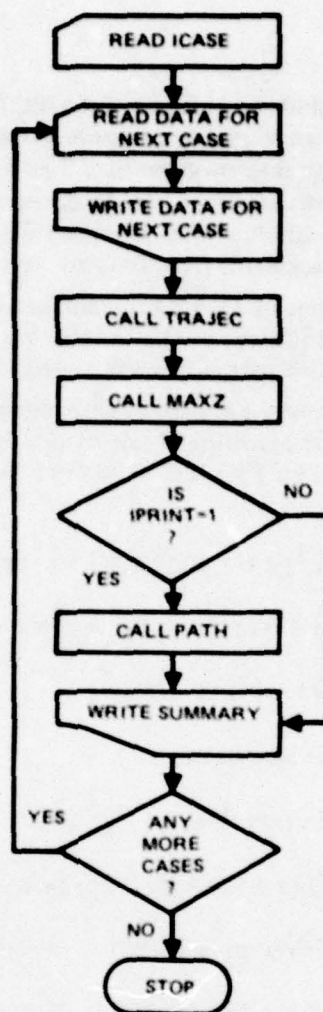 READ ICASE
READ DATA FOR
NEXT CASE
WRITE DATA FOR
NEXT CASE
CALL TRAJEC
CALL MAXZ
IS
IPRINT=1
?
NO
YES
CALL PATH
WRITE SUMMARY
YES
ANY
MORE
CASES
?
NO
STOP